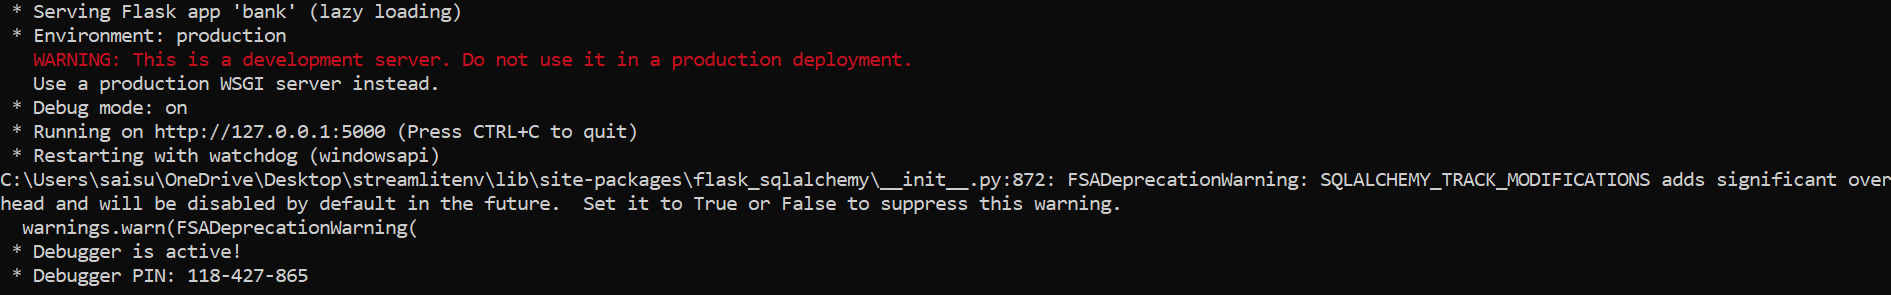 * Serving Flask app 'bank' (lazy loading)
* Environment: production
WARNING: This is a development server. Do not use it in a production deployment.
Use a production WSGI server instead.
* Debug mode: on
* Running on http://127.0.0.1:5000 (Press CTRL+C to quit)
* Restarting with watchdog (windowsapi)
C:\Users\saisu\OneDrive\Desktop\streamlitenv\lib\site-packages\flask_sqlalchemy\__init__.py:872: FSADeprecationWarning: SQLALCHEMY_TRACK_MODIFICATIONS adds significant over
head and will be disabled by default in the future.  Set it to True or False to suppress this warning.
warnings.warn(FSADeprecationWarning(
* Debugger is active!
* Debugger PIN: 118-427-865